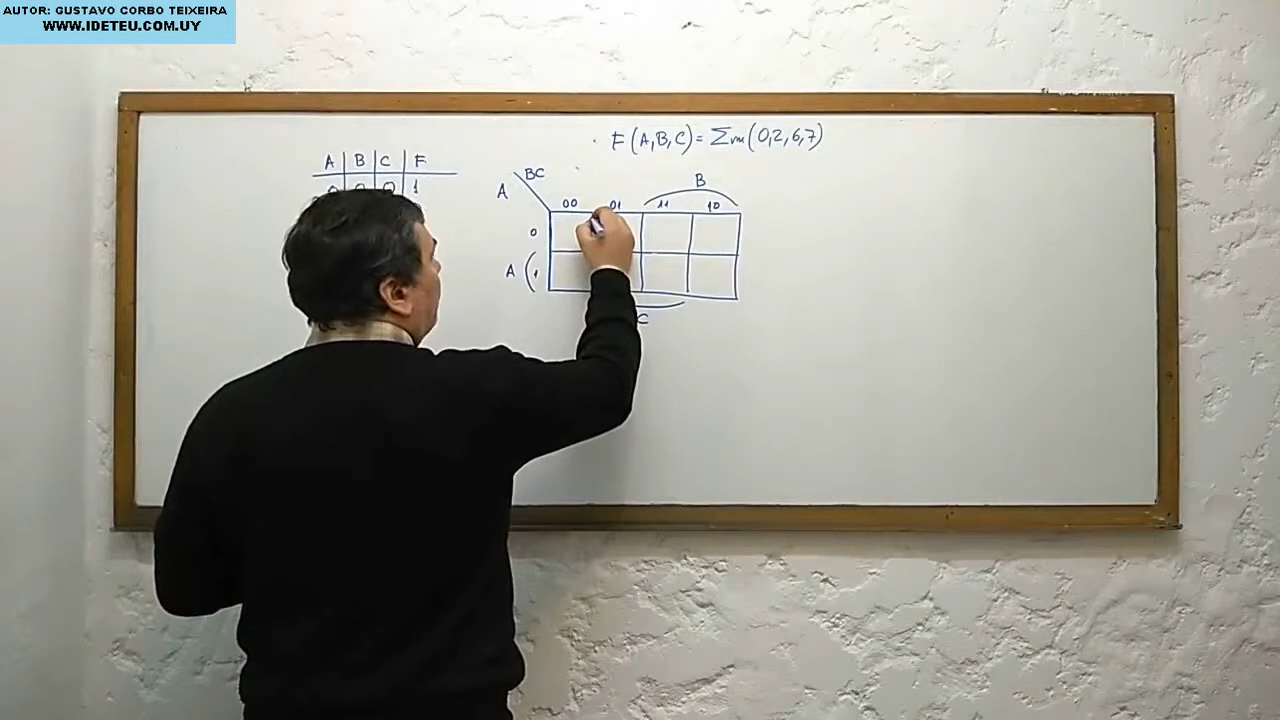 AUTOR: GUSTAVO CORBO TEIXEIRA
WWW.IDETEU.COM.UY
F(A,B,C)=Σm(0,2,6,7)
A B C F
0 0 0 1
BC
A
B
00 01 11 10
0
A 1
C